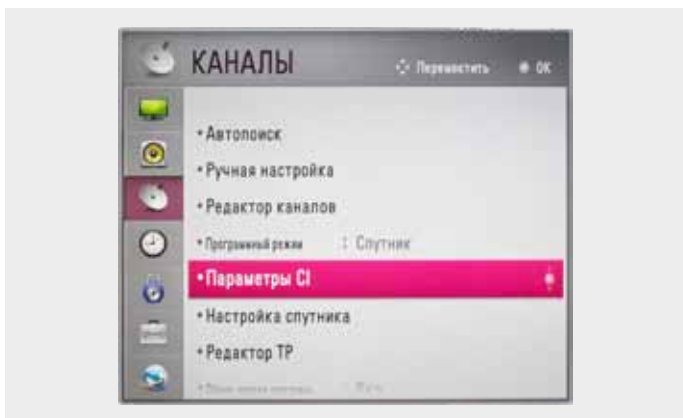 КАНАЛЫ
Переместить
ОК
• Автопоиск
• Ручная настройка
• Редактор каналов
• Программный режим : Спутник
• Параметры CI
• Настройка спутника
• Редактор TP